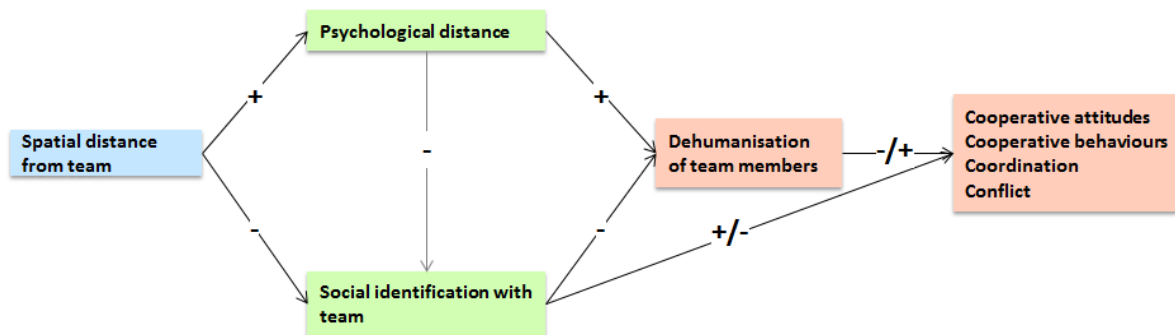 Psychological distance
+
+
Spatial distance
from team
-
Dehumanisation
of team members
-/+
Cooperative attitudes
Cooperative behaviours
Coordination
Conflict
-
-
+/-
Social identification with
team